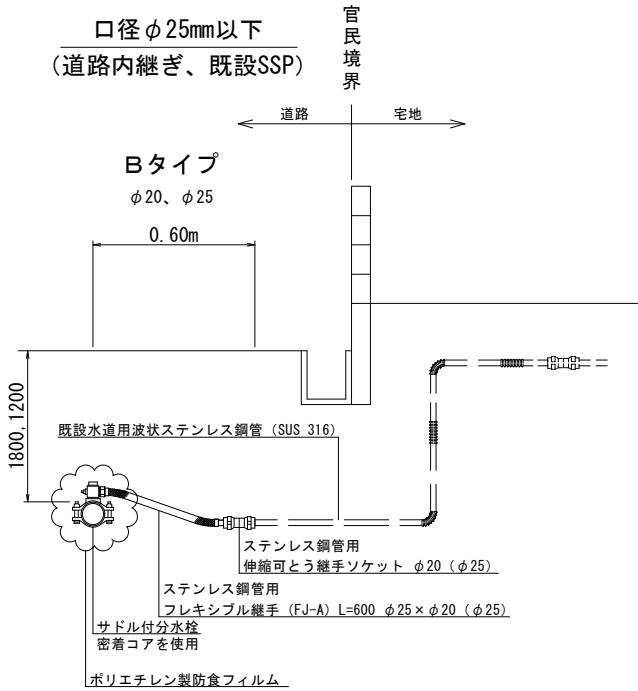 口径φ25mm以下
(道路内継ぎ、既設SSP)
官民境界
道路
宅地
Bタイプ
φ20、φ25
0.60m
1800,1200
既設水道用波状ステンレス鋼管 (SUS 316)
ステンレス鋼管用
伸縮可とう継手ソケット φ20 (φ25)
ステンレス鋼管用
フレキシブル継手 (FJ-A) L=600 φ25×φ20 (φ25)
サドル付分水栓
密着コアを使用
ポリエチレン製防食フィルム